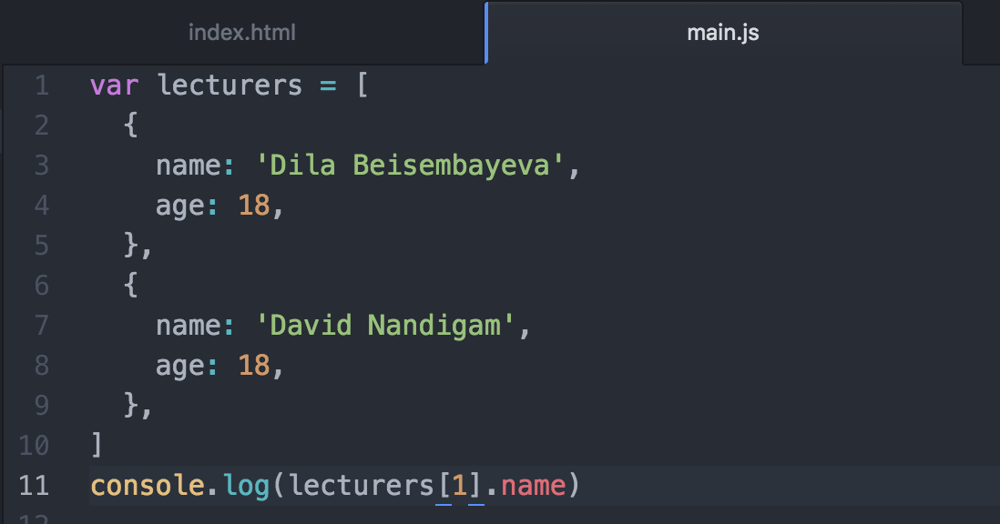 index.html main.js
1 var lecturers = [
2 {
3 name: 'Dila Beisembayeva',
4 age: 18,
5 },
6 {
7 name: 'David Nandigam',
8 age: 18,
9 },
10 ]
11 console.log(lecturers[1].name)
12